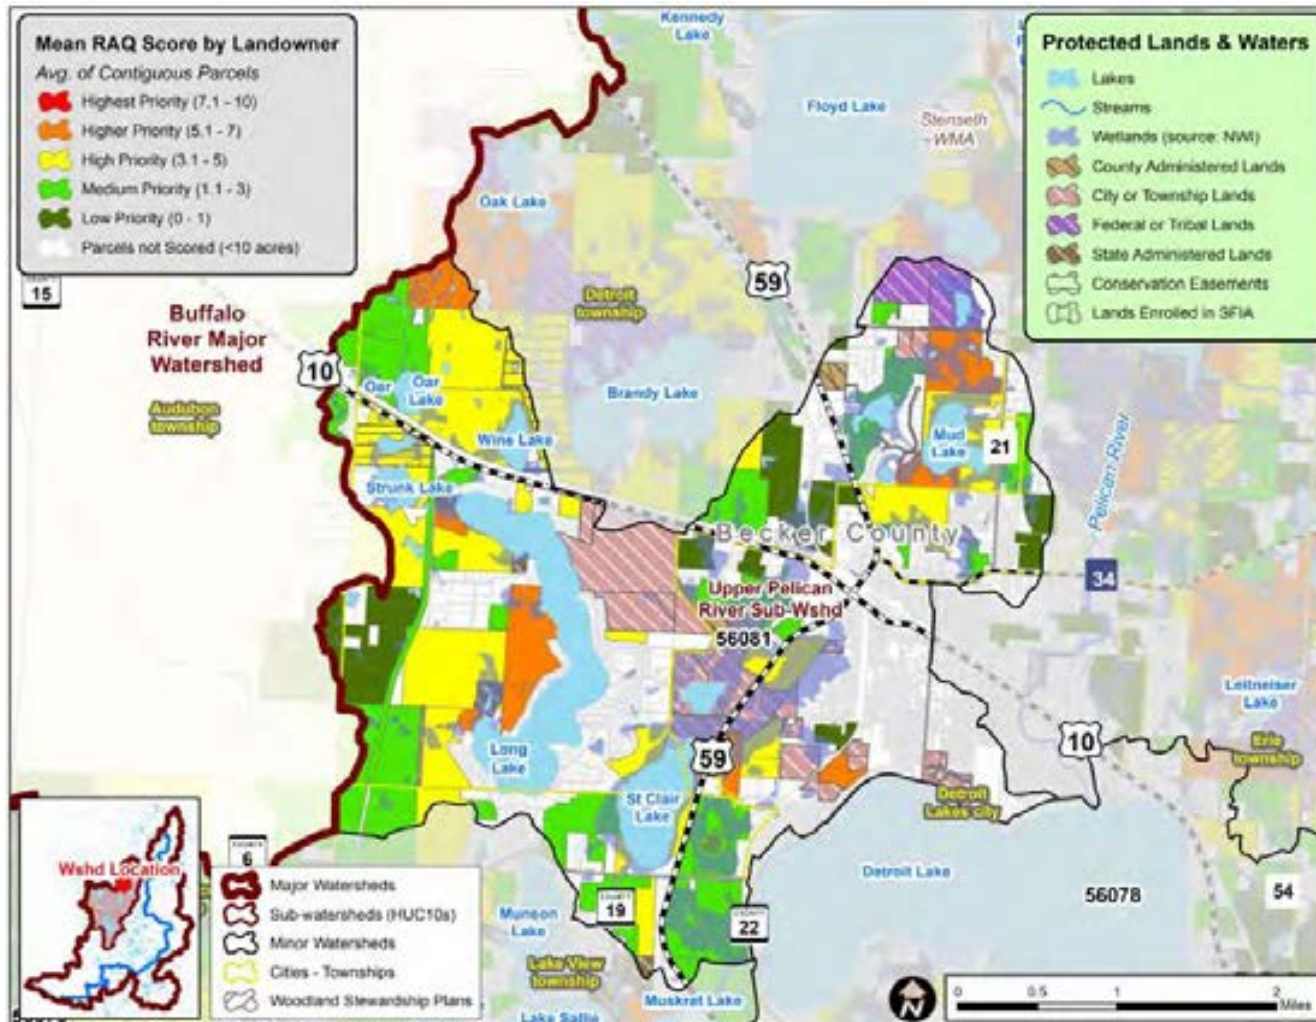 Mean RAQ Score by Landowner
Avg. of Contiguous Parcels
Highest Priority (7.1 - 10)
Higher Priority (5.1 - 7)
High Priority (3.1 - 5)
Medium Priority (1.1 - 3)
Low Priority (0 - 1)
Parcels not Scored (<10 acres)
Protected Lands & Waters
Lakes
Streams
Wetlands (source: NWI)
County Administered Lands
City or Township Lands
Federal or Tribal Lands
State Administered Lands
Conservation Easements
Lands Enrolled in SFIA
Kennedy
Lake
Floyd Lake
Stenseth
WMA
Oak Lake
15
59
Detroit
township
Buffalo
River Major
Watershed
10
Oar
Oar
Lake
Brandy Lake
Audubon
township
Wine Lake
Mud
Lake
21
Pelican River
Strunk Lake
Becker County
34
Upper Pelican
River Sub-Wshd
56081
Leitneiser
Lake
Long
Lake
59
10
Erie
township
St Clair
Lake
Detroit
Lakes city
Wshd Location
6
Detroit Lake
56078
54
19
22
Munson
Lake
Lake View
township
Muskrat Lake
Lake Sallie
Major Watersheds
Sub-watersheds (HUC10s)
Minor Watersheds
Cities - Townships
Woodland Stewardship Plans
N
0 0.5 1 2
Miles